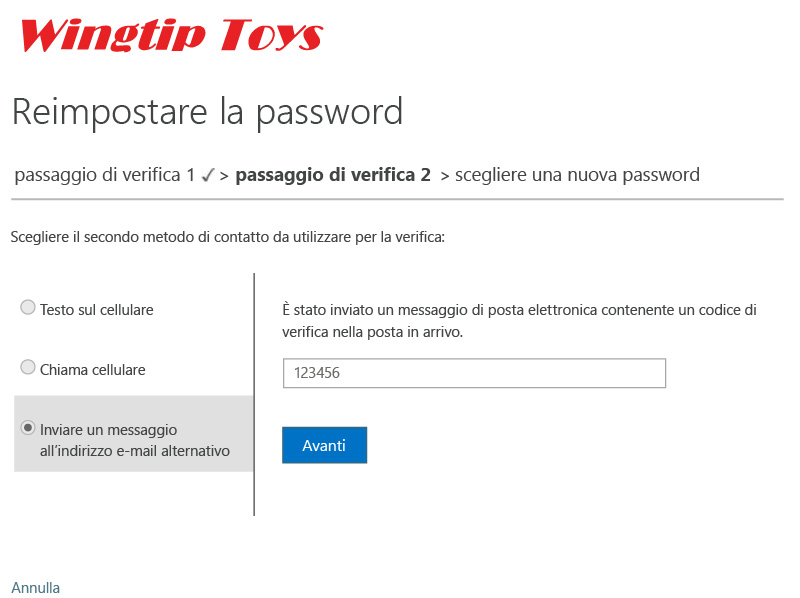 Wingtip Toys
Reimpostare la password
passaggio di verifica 1 ✓ > passaggio di verifica 2 > scegliere una nuova password
Scegliere il secondo metodo di contatto da utilizzare per la verifica:
Testo sul cellulare
Chiama cellulare
Inviare un messaggio
all'indirizzo e-mail alternativo
È stato inviato un messaggio di posta elettronica contenente un codice di
verifica nella posta in arrivo.
123456
Avanti
Annulla